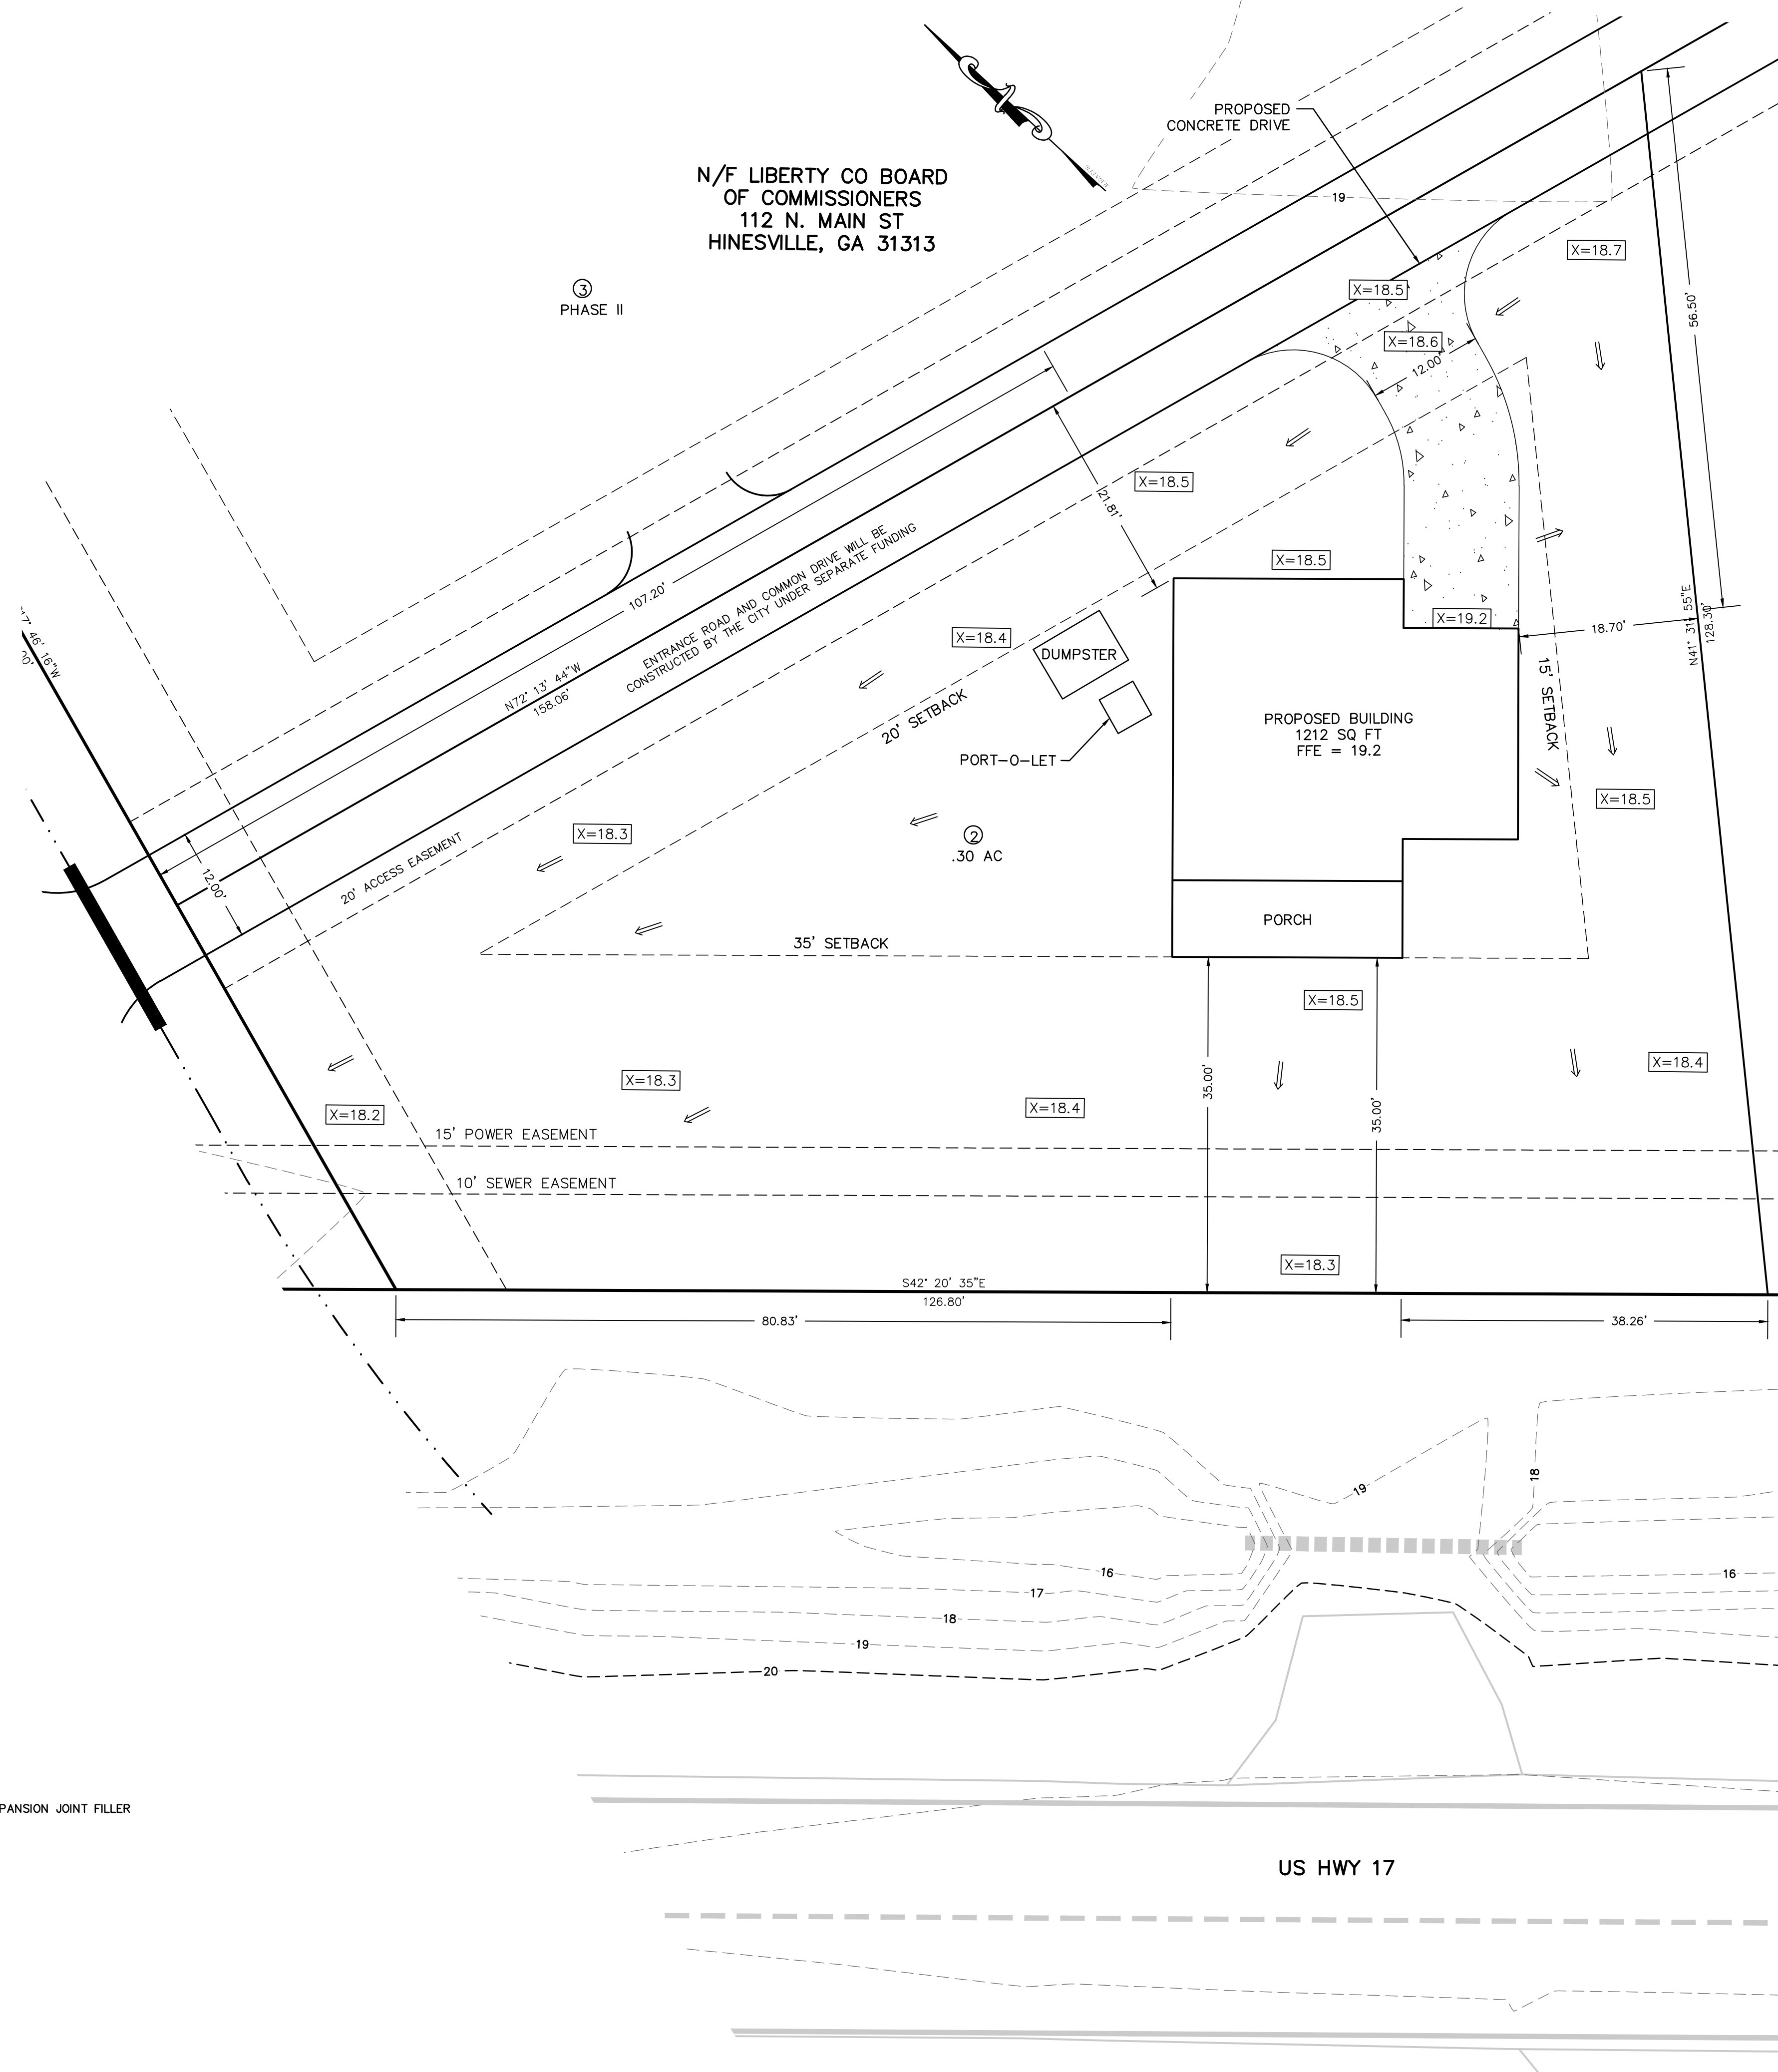 PROPOSED
CONCRETE DRIVE
N/F LIBERTY CO BOARD
OF COMMISSIONERS
112 N. MAIN ST
HINESVILLE, GA 31313
19
X=18.7
3
PHASE II
X=18.5
56.50'
X=18.6
12.00'
X=18.5
21.81'
ENTRANCE ROAD AND COMMON DRIVE WILL BE
CONSTRUCTED BY THE CITY UNDER SEPARATE FUNDING
107.20'
X=18.5
X=19.2
18.70'
N41° 31' 55"E
128.30'
X=18.4
DUMPSTER
46' 16"W
N72° 13' 44"W
158.06'
20' SETBACK
15' SETBACK
PROPOSED BUILDING
1212 SQ FT
FFE = 19.2
PORT-O-LET
X=18.5
X=18.3
2
.30 AC
12.00'
20' ACCESS EASEMENT
PORCH
35' SETBACK
X=18.5
X=18.4
X=18.3
35.00'
35.00'
X=18.2
X=18.4
15' POWER EASEMENT
10' SEWER EASEMENT
X=18.3
S42° 20' 35"E
126.80'
80.83'
38.26'
18
19
16
16
17
18
19
20
PANSION JOINT FILLER
US HWY 17